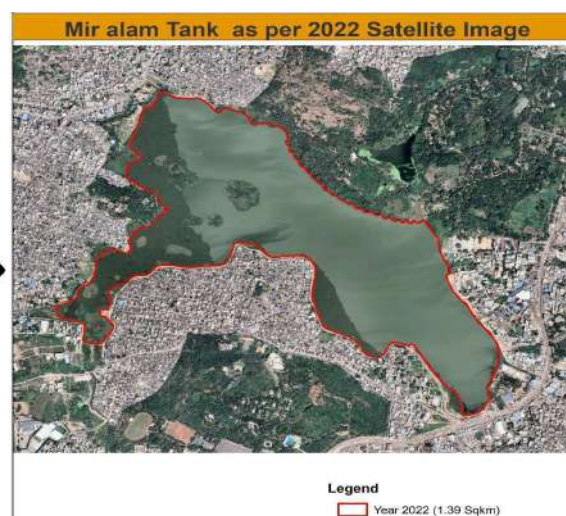 Mir alam Tank as per 2022 Satellite Image
Legend
Year 2022 (1.39 Sqkm)